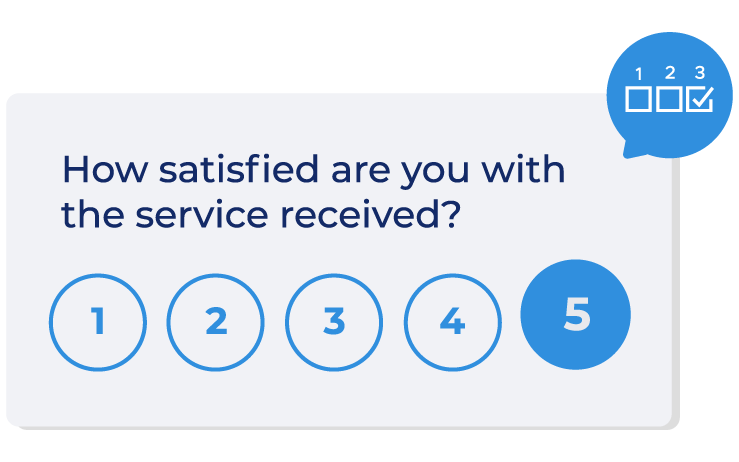 1 2 3
How satisfied are you with
the service received?
1 2 3 4 5